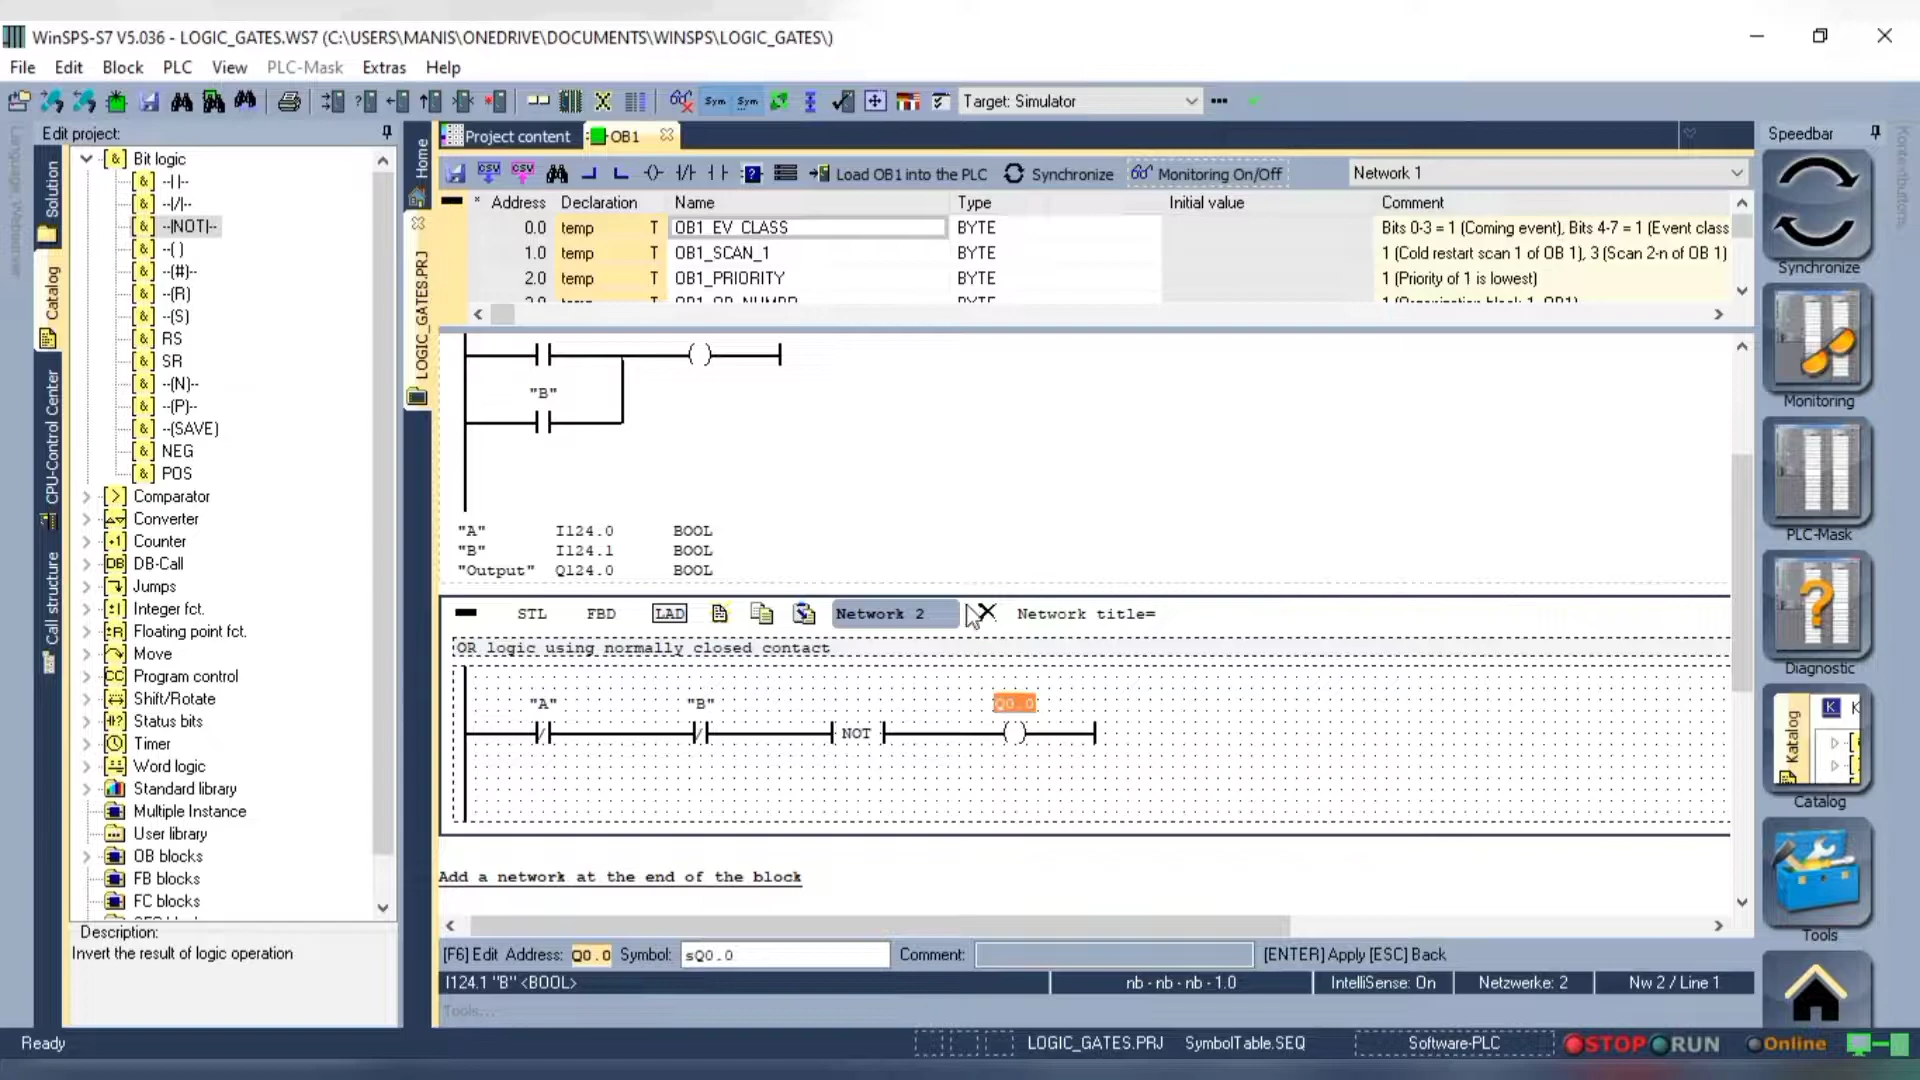 WinSPS-S7 V5.036 - LOGIC_GATES.WS7 (C:\USERS\MANIS\ONEDRIVE\DOCUMENTS\WINSPS\LOGIC_GATES\)
File Edit Block PLC View PLC-Mask Extras Help
Sym Sym Target: Simulator
Edit project:
Solution
Catalog
CPU-Control Center
Call structure
Bit logic
--| |--
--|/|--
--|NOT|--
--( )
--(#)--
--(R)
--(S)
RS
SR
--(N)--
--(P)--
--(SAVE)
NEG
POS
Comparator
Converter
Counter
DB-Call
Jumps
Integer fct.
Floating point fct.
Move
Program control
Shift/Rotate
Status bits
Timer
Word logic
Standard library
Multiple Instance
User library
OB blocks
FB blocks
FC blocks
Description:
Invert the result of logic operation
Home
LOGIC_GATES.PRJ
Project content OB1
CSV CSV Load OB1 into the PLC Synchronize Monitoring On/Off Network 1
* Address Declaration Name Type Initial value Comment
0.0 temp T OB1_EV_CLASS BYTE Bits 0-3 = 1 (Coming event), Bits 4-7 = 1 (Event class
1.0 temp T OB1_SCAN_1 BYTE 1 (Cold restart scan 1 of OB 1), 3 (Scan 2-n of OB 1)
2.0 temp T OB1_PRIORITY BYTE 1 (Priority of 1 is lowest)
"B"
"A" I124.0 BOOL
"B" I124.1 BOOL
"Output" Q124.0 BOOL
STL FBD LAD Network 2 Network title=
OR logic using normally closed contact
"A" "B" Q0.0
NOT
Add a network at the end of the block
[F6] Edit Address: Q0.0 Symbol: sQ0.0 Comment: [ENTER] Apply [ESC] Back
I124.1 "B" <BOOL> nb - nb - nb - 1.0 IntelliSense: On Netzwerke: 2 Nw 2 / Line 1
Tools...
Speedbar
Synchronize
Monitoring
PLC-Mask
Diagnostic
Katalog
K
Catalog
Tools
Ready LOGIC_GATES.PRJ SymbolTable.SEQ Software-PLC STOP RUN Online